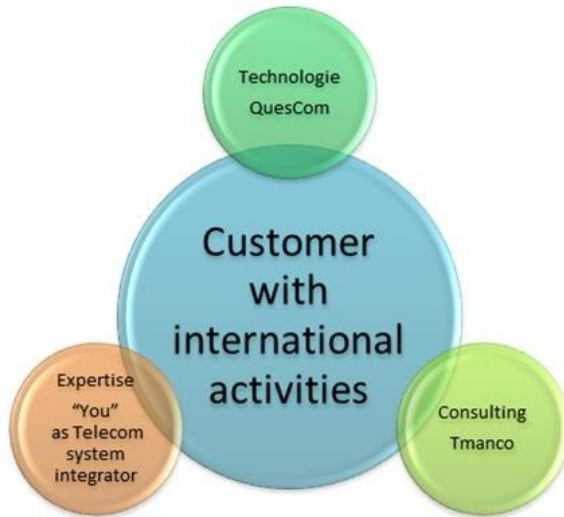 Technologie
QuesCom
Customer
with
international
activities
Expertise
“You”
as Telecom
system
integrator
Consulting
Tmanco